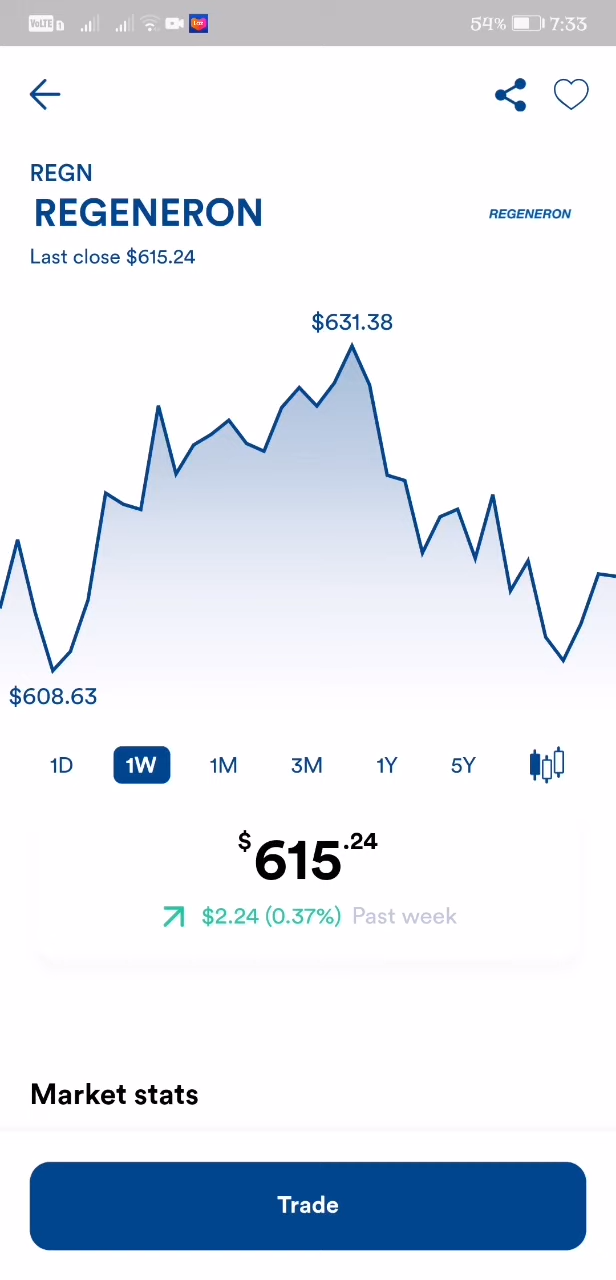 VoLTE 54% 7:33
REGN
REGENERON
REGENERON
Last close $615.24
$631.38
$608.63
1D 1W 1M 3M 1Y 5Y
$615.24
$2.24 (0.37%) Past week
Market stats
Trade